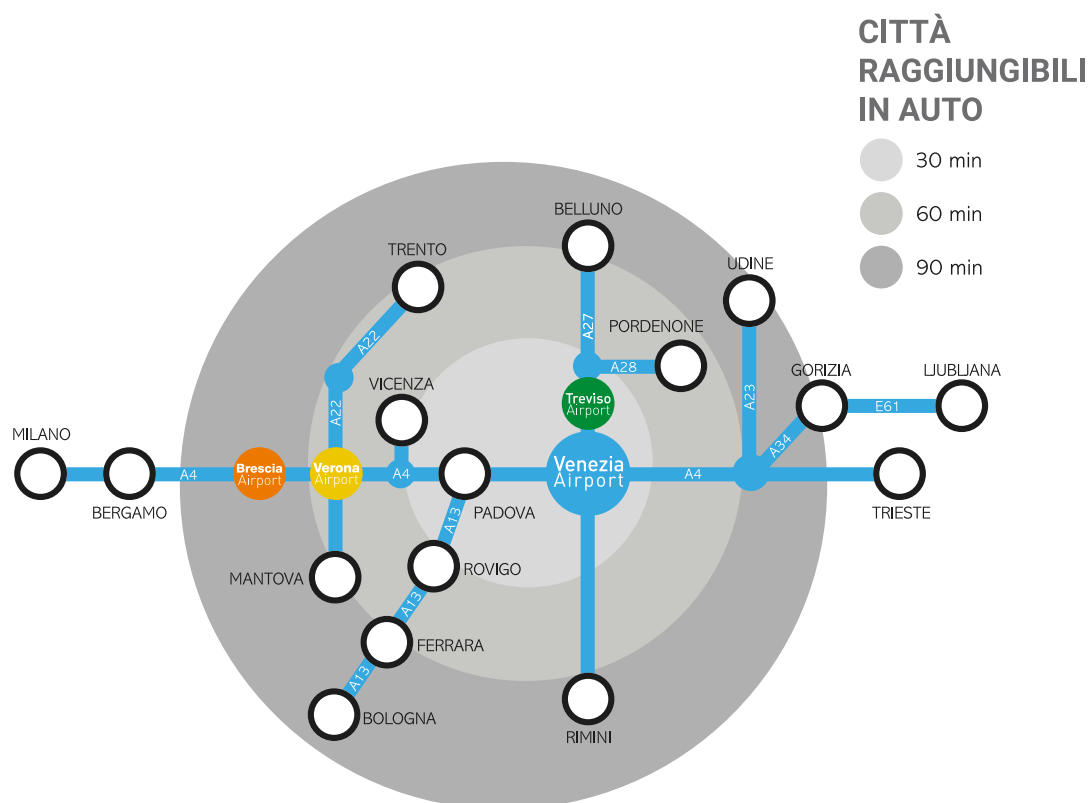 CITTÀ
RAGGIUNGIBILI
IN AUTO
30 min
60 min
90 min
BELLUNO
TRENTO
UDINE
A27
PORDENONE
A22
A28
VICENZA
GORIZIA
LJUBLJANA
A22
Treviso
Airport
A23
E61
MILANO
A34
A4
Brescia
Airport
Verona
Airport
A4
Venezia
Airport
A4
BERGAMO
PADOVA
TRIESTE
A13
MANTOVA
ROVIGO
A13
FERRARA
A13
BOLOGNA
RIMINI